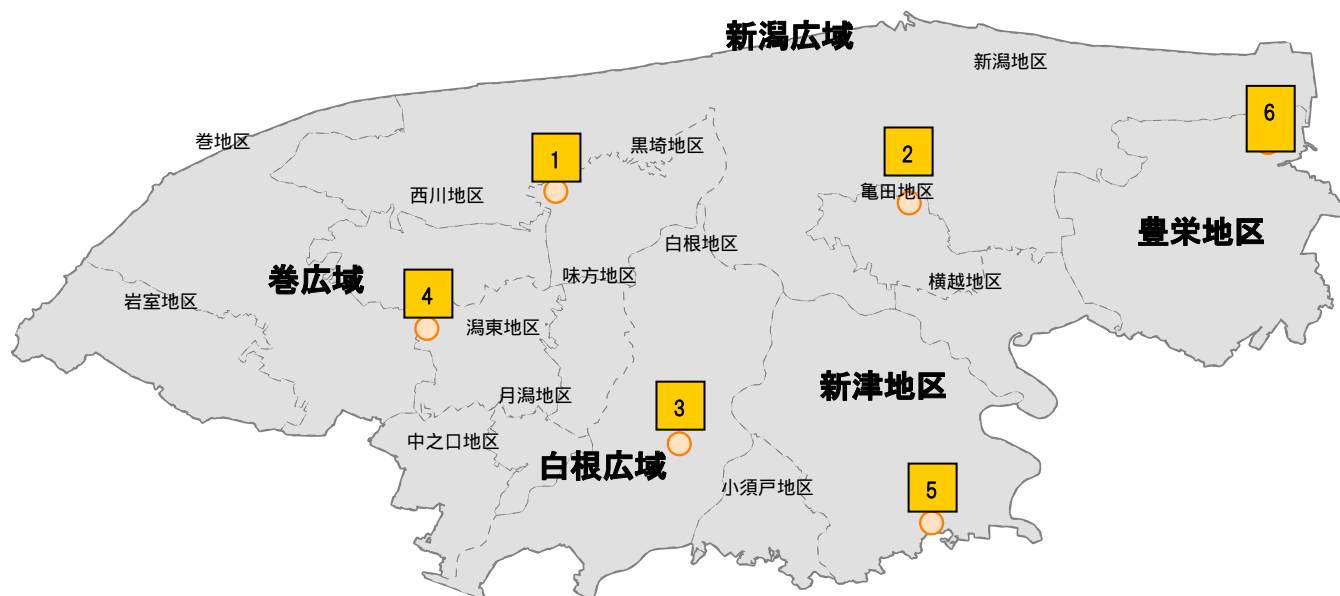 新潟広域
新潟地区
巻地区
6
1
黒埼地区
2
西川地区
亀田地区
白根地区
豊栄地区
巻広域
味方地区
横越地区
岩室地区
4
潟東地区
新津地区
月潟地区
3
中之口地区
白根広域
小須戸地区
5